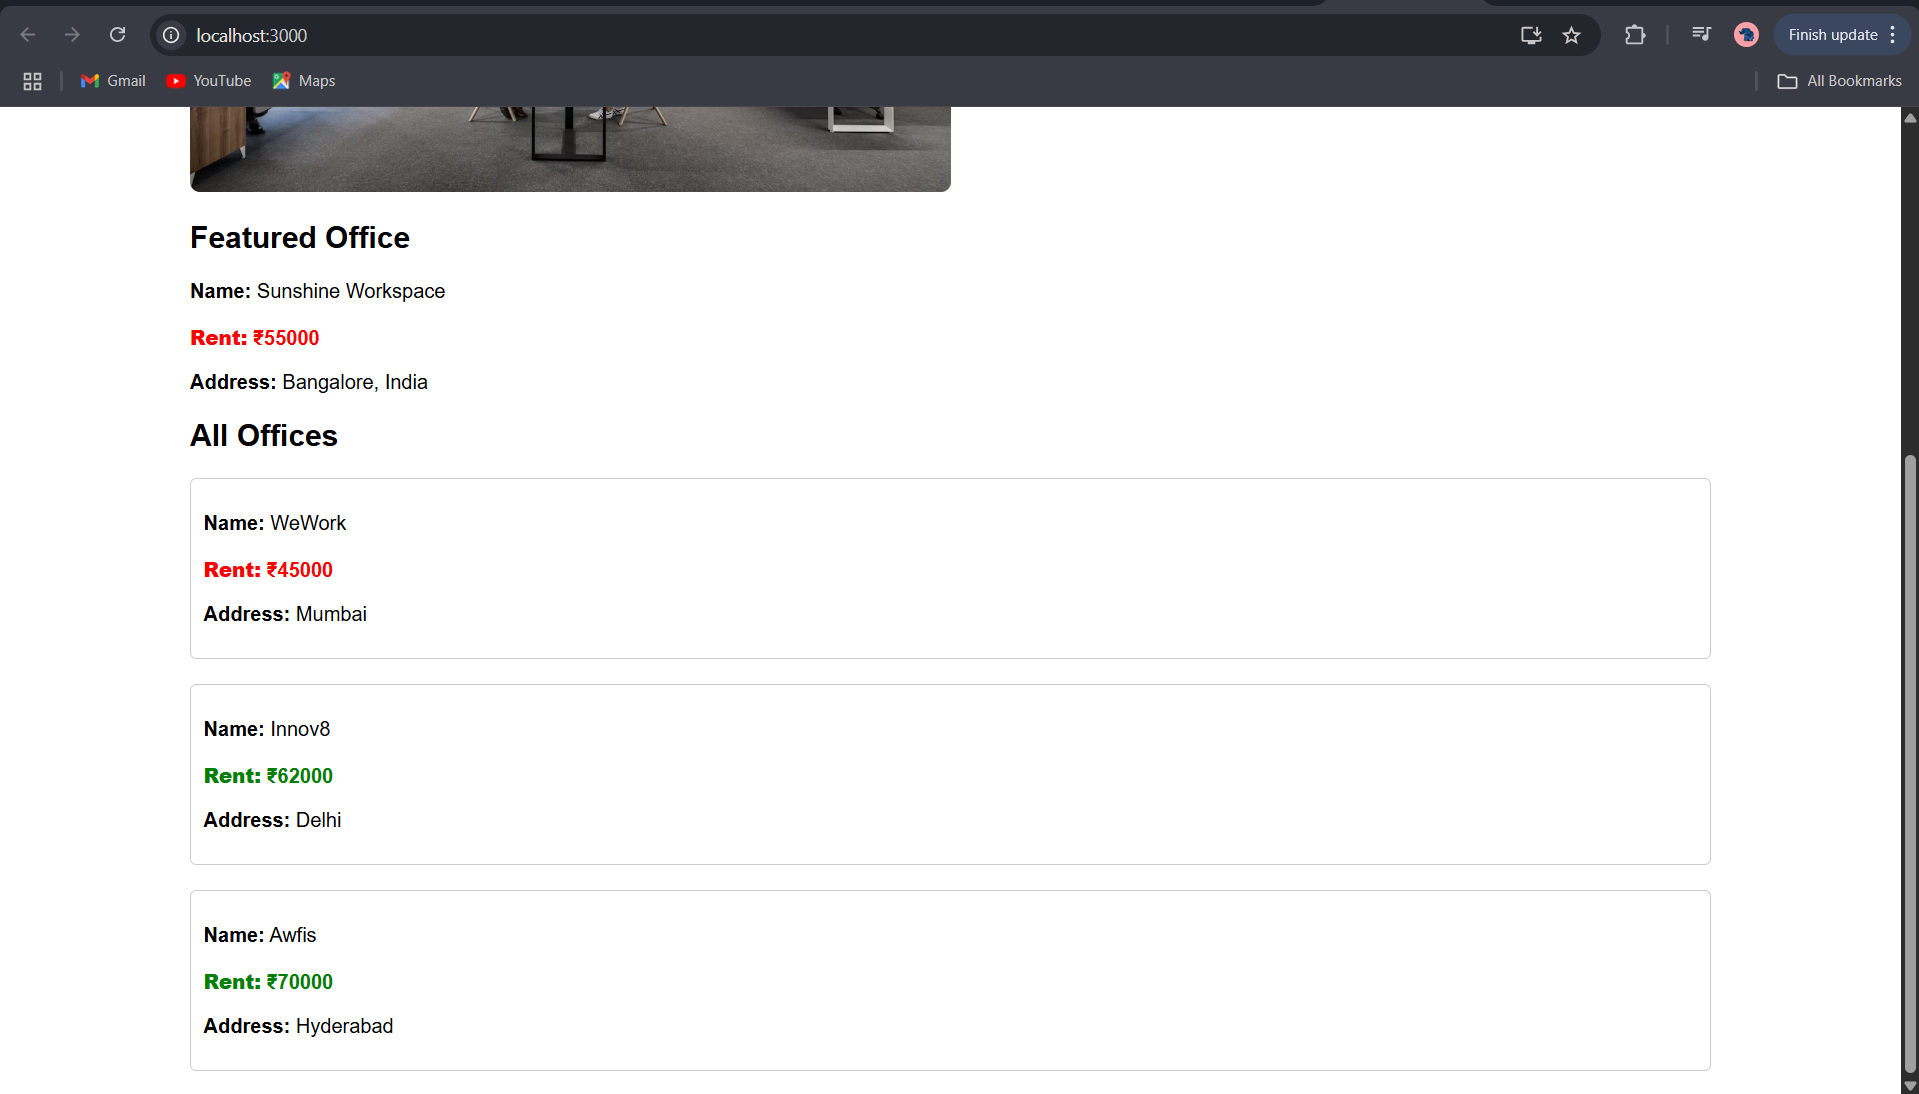 localhost:3000
Finish update
Gmail
YouTube
Maps
All Bookmarks
Featured Office
Name: Sunshine Workspace
Rent: ₹55000
Address: Bangalore, India
All Offices
Name: WeWork
Rent: ₹45000
Address: Mumbai
Name: Innov8
Rent: ₹62000
Address: Delhi
Name: Awfis
Rent: ₹70000
Address: Hyderabad